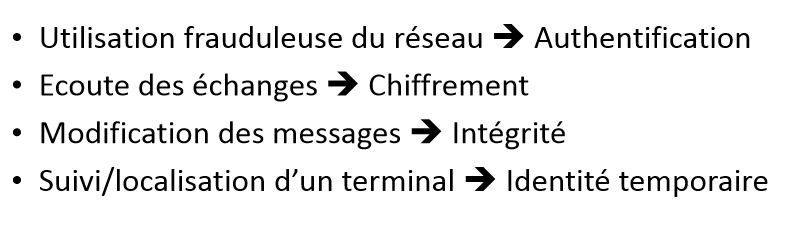 • Utilisation frauduleuse du réseau ➔ Authentification
• Ecoute des échanges ➔ Chiffrement
• Modification des messages ➔ Intégrité
• Suivi/localisation d’un terminal ➔ Identité temporaire